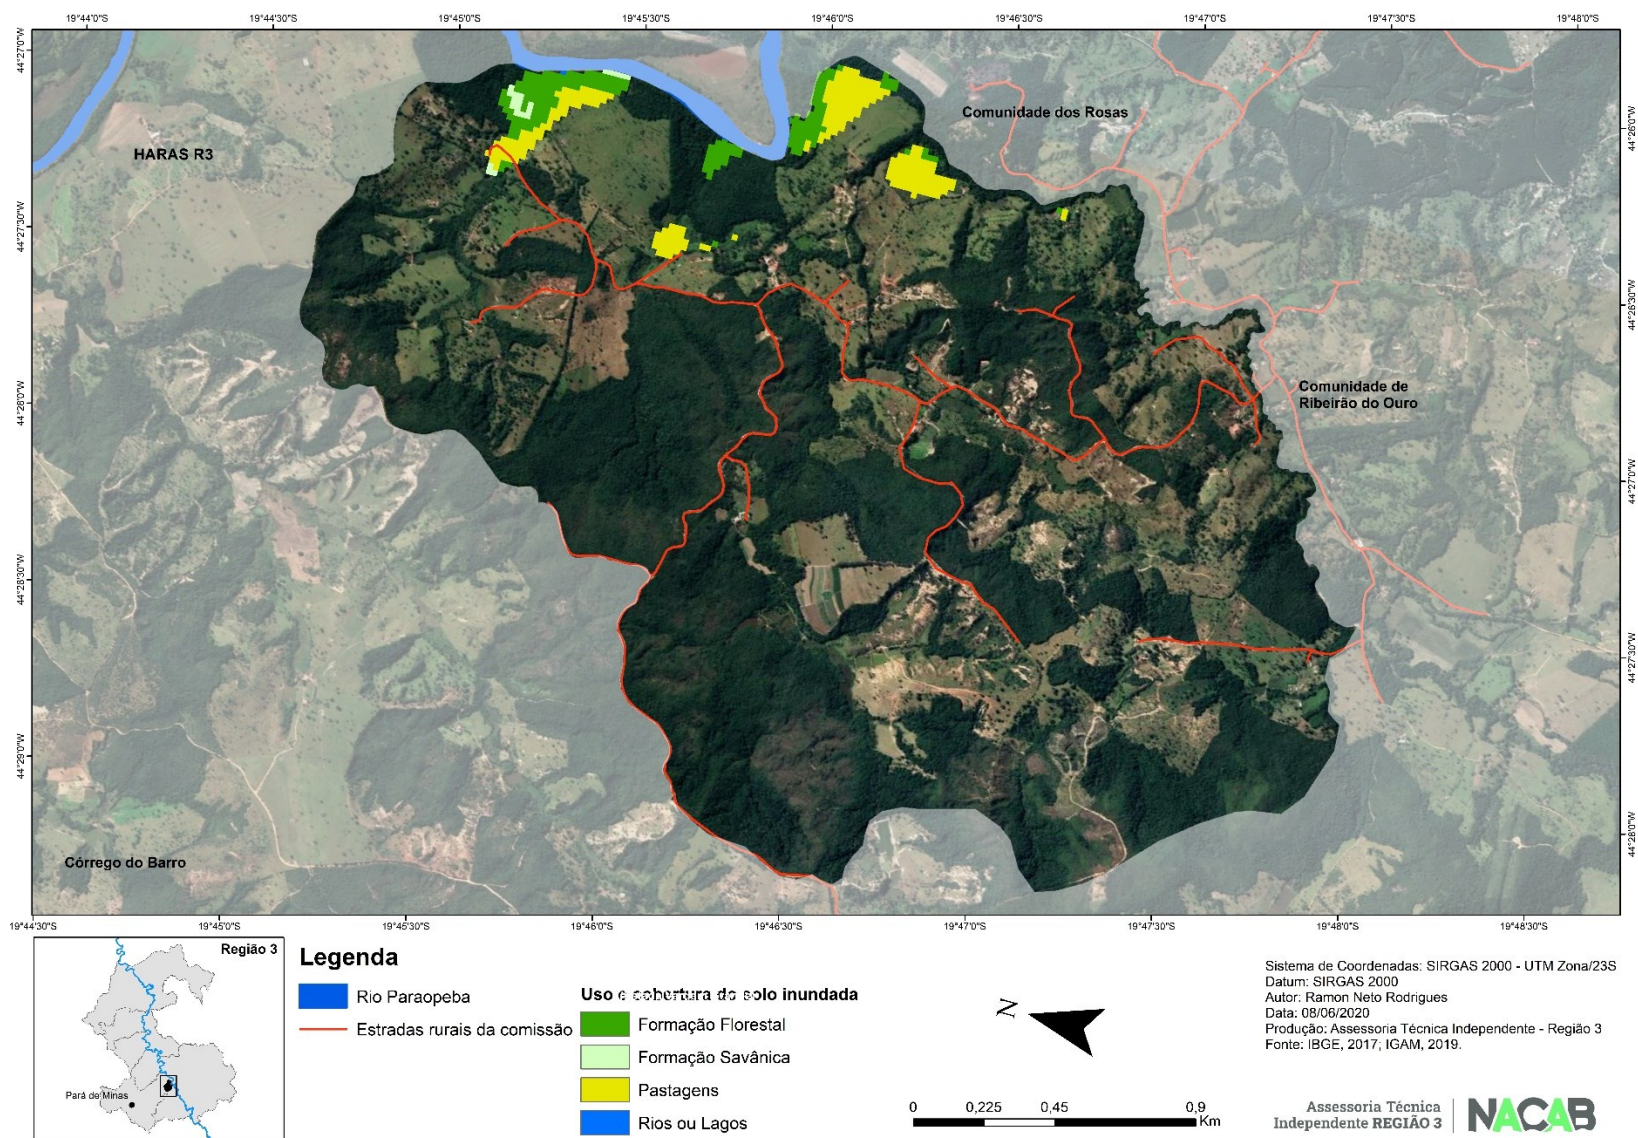 19°44'0"S 19°44'30"S 19°45'0"S 19°45'30"S 19°46'0"S 19°46'30"S 19°47'0"S 19°47'30"S 19°48'0"S
44°27'0"W
44°27'30"W
44°28'0"W
44°28'30"W
44°29'0"W
44°26'0"W
44°26'30"W
44°27'0"W
44°27'30"W
44°28'0"W
Comunidade dos Rosas
HARAS R3
Comunidade de
Ribeirão do Ouro
Córrego do Barro
19°44'30"S 19°45'0"S 19°45'30"S 19°46'0"S 19°46'30"S 19°47'0"S 19°47'30"S 19°48'0"S 19°48'30"S
Região 3
Pará de Minas
Legenda
Rio Paraopeba
Estradas rurais da comissão
Uso e cobertura do solo inundada
Formação Florestal
Formação Savânica
Pastagens
Rios ou Lagos
N
0 0,225 0,45 0,9
Km
Sistema de Coordenadas: SIRGAS 2000 - UTM Zona/23S
Datum: SIRGAS 2000
Autor: Ramon Neto Rodrigues
Data: 08/06/2020
Produção: Assessoria Técnica Independente - Região 3
Fonte: IBGE, 2017; IGAM, 2019.
Assessoria Técnica
Independente REGIÃO 3
NACAB